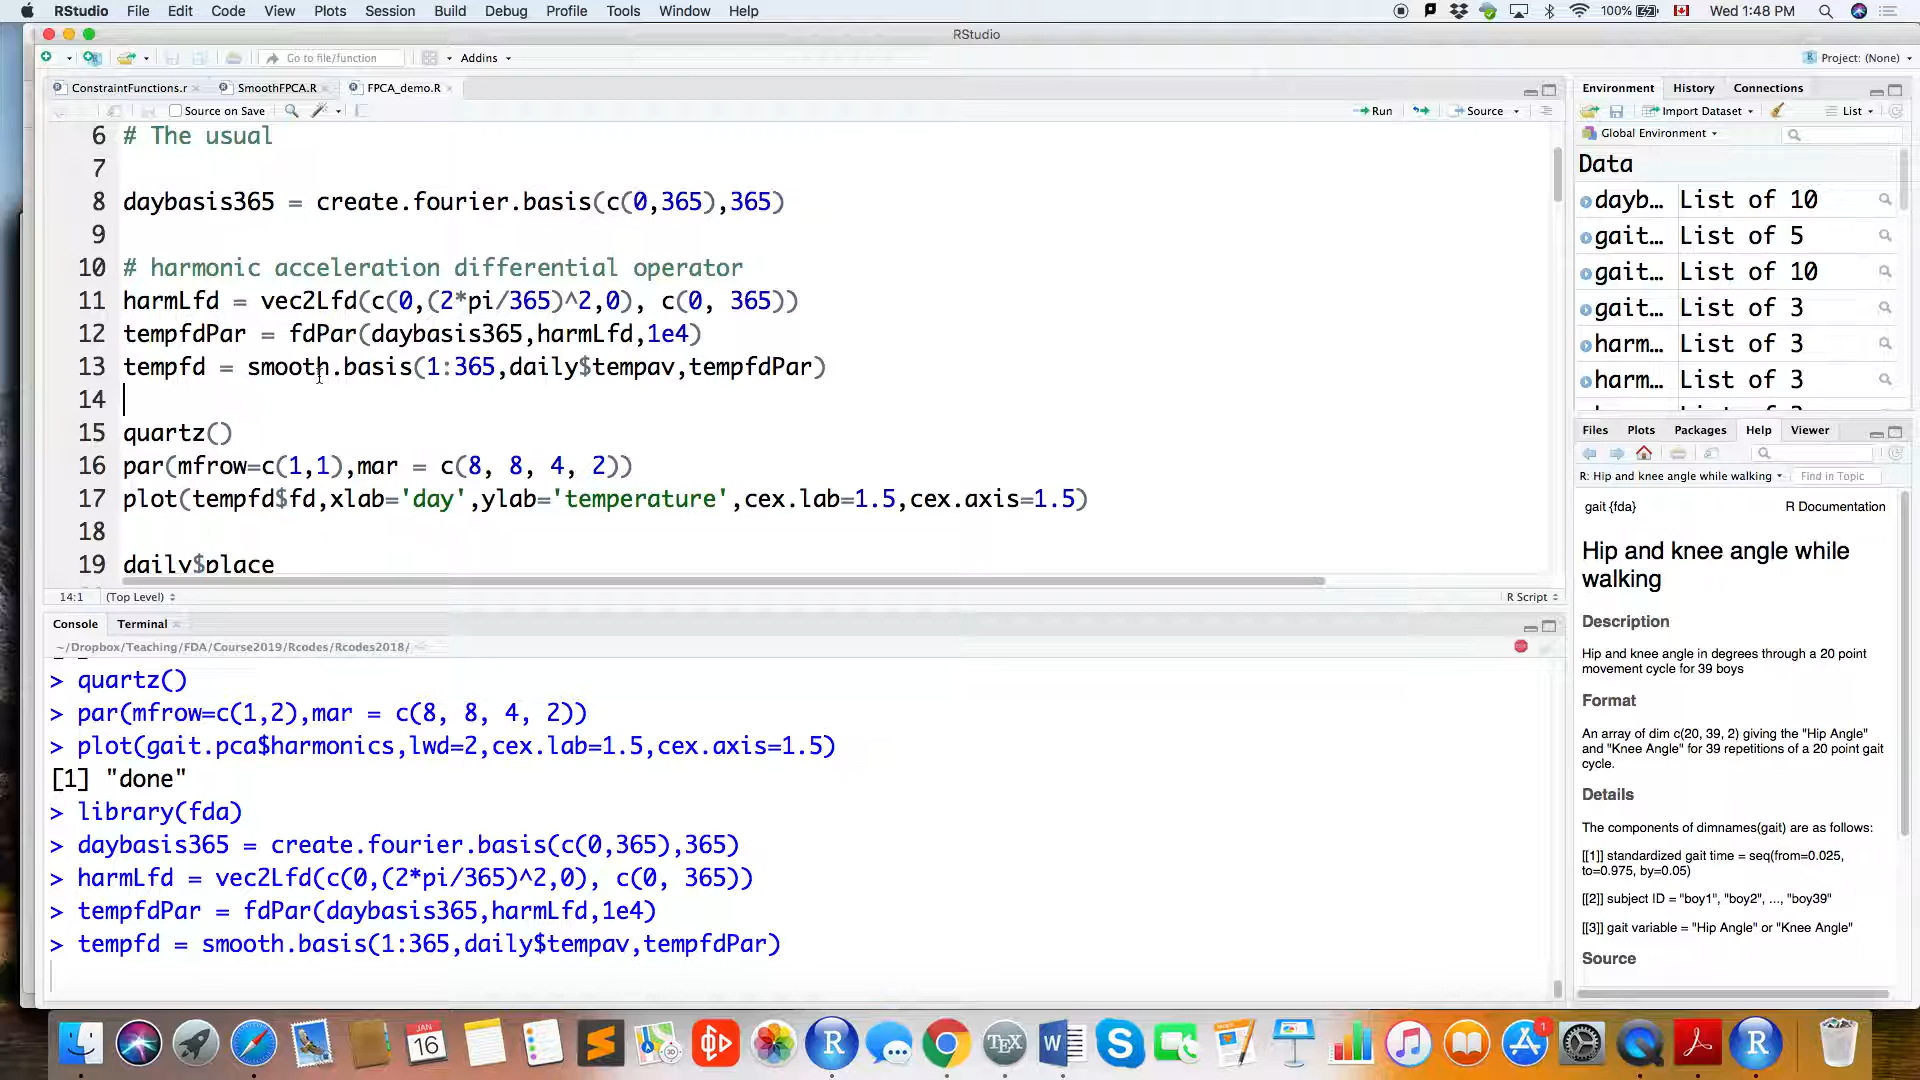 RStudio File Edit Code View Plots Session Build Debug Profile Tools Window Help 100% Wed 1:48 PM
RStudio
Go to file/function Addins Project: (None)
ConstraintFunctions.r SmoothFPCA.R FPCA_demo.R
Source on Save Run Source
6 # The usual
7
8 daybasis365 = create.fourier.basis(c(0,365),365)
9
10 # harmonic acceleration differential operator
11 harmLfd = vec2Lfd(c(0,(2*pi/365)^2,0), c(0, 365))
12 tempfdPar = fdPar(daybasis365,harmLfd,1e4)
13 tempfd = smooth.basis(1:365,daily$tempav,tempfdPar)
14
15 quartz()
16 par(mfrow=c(1,1),mar = c(8, 8, 4, 2))
17 plot(tempfd$fd,xlab='day',ylab='temperature',cex.lab=1.5,cex.axis=1.5)
18
19 daily$place
14:1 (Top Level) R Script
Console Terminal
~/Dropbox/Teaching/FDA/Course2019/Rcodes/Rcodes2018/
> quartz()
> par(mfrow=c(1,2),mar = c(8, 8, 4, 2))
> plot(gait.pca$harmonics,lwd=2,cex.lab=1.5,cex.axis=1.5)
[1] "done"
> library(fda)
> daybasis365 = create.fourier.basis(c(0,365),365)
> harmLfd = vec2Lfd(c(0,(2*pi/365)^2,0), c(0, 365))
> tempfdPar = fdPar(daybasis365,harmLfd,1e4)
> tempfd = smooth.basis(1:365,daily$tempav,tempfdPar)
Environment History Connections
Import Dataset List
Global Environment
Data
dayb… List of 10
gait… List of 5
gait… List of 10
gait… List of 3
harm… List of 3
harm… List of 3
Files Plots Packages Help Viewer
R: Hip and knee angle while walking Find in Topic
gait {fda} R Documentation
Hip and knee angle while
walking
Description
Hip and knee angle in degrees through a 20 point
movement cycle for 39 boys
Format
An array of dim c(20, 39, 2) giving the "Hip Angle"
and "Knee Angle" for 39 repetitions of a 20 point gait
cycle.
Details
The components of dimnames(gait) are as follows:
[[1]] standardized gait time = seq(from=0.025,
to=0.975, by=0.05)
[[2]] subject ID = "boy1", "boy2", ..., "boy39"
[[3]] gait variable = "Hip Angle" or "Knee Angle"
Source
JAN
16
R TEX W S 1 R